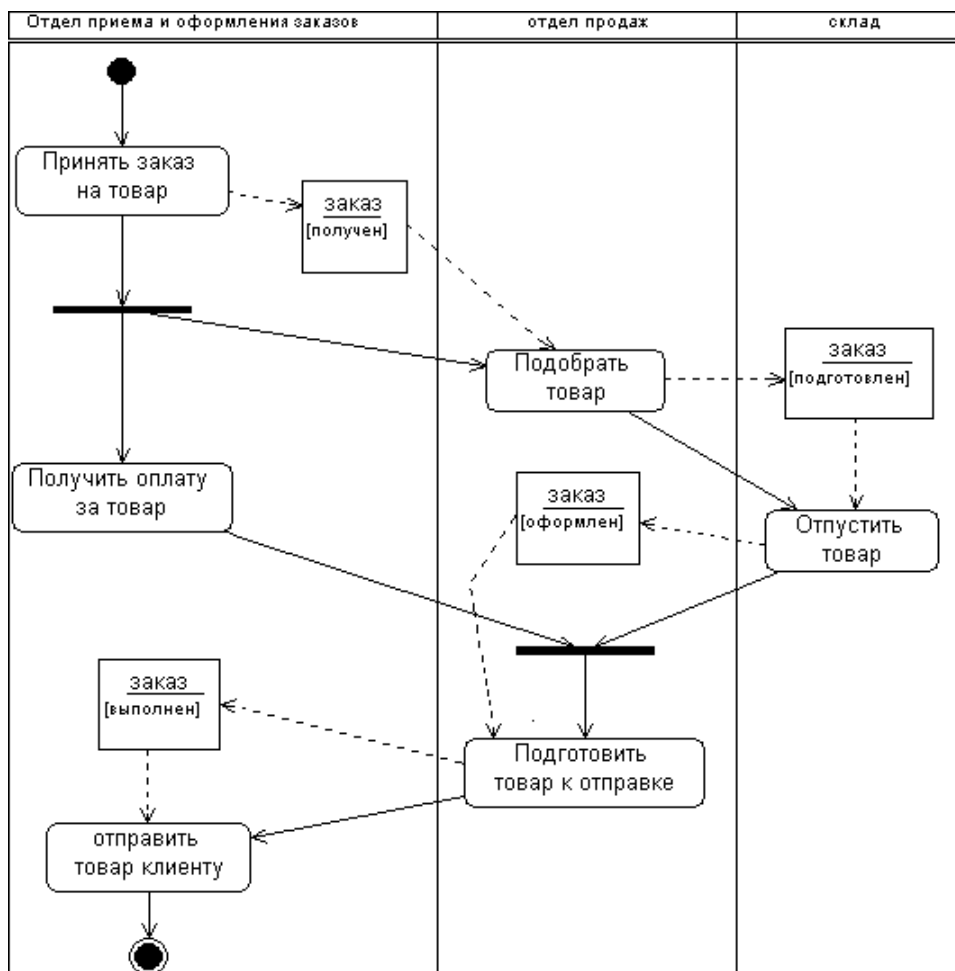 Отдел приема и оформления заказов
отдел продаж
склад
Принять заказ
на товар
заказ
[получен]
Подобрать
товар
заказ
[подготовлен]
Получить оплату
за товар
заказ
[оформлен]
Отпустить
товар
заказ
[выполнен]
Подготовить
товар к отправке
отправить
товар клиенту